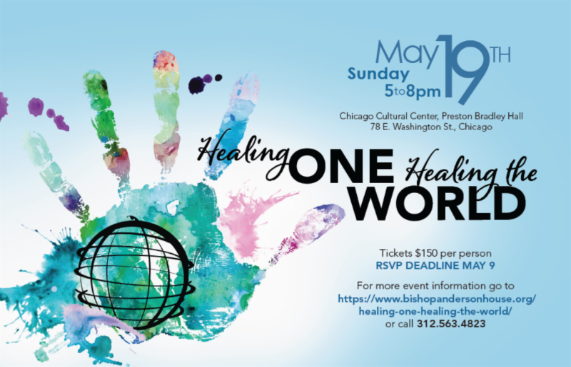 May 19TH
Sunday
5to8pm
Chicago Cultural Center, Preston Bradley Hall
78 E. Washington St., Chicago
Healing ONE Healing the
WORLD
Tickets $150 per person
RSVP DEADLINE MAY 9
For more event information go to
https://www.bishopandersonhouse.org/
healing-one-healing-the-world/
or call 312.563.4823